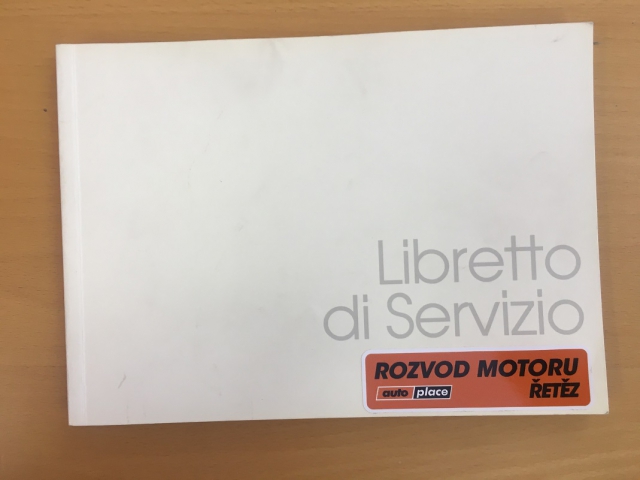 Libretto
di Servizio
ROZVOD MOTORU
auto place ŘETĚZ